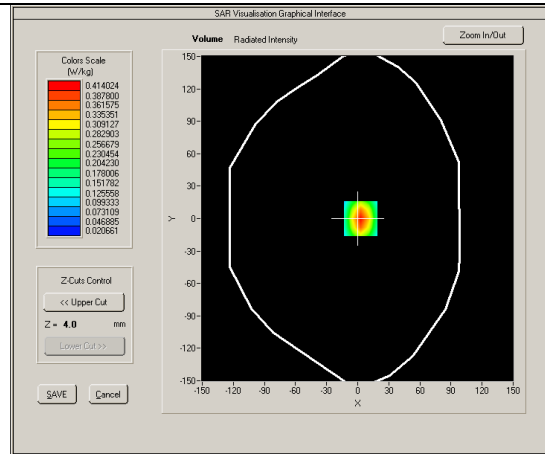 SAR Visualisation Graphical Interface
Volume Radiated Intensity
Zoom In/Out
Colors Scale
(W/kg)
0.414024
0.387800
0.361575
0.335351
0.309127
0.282903
0.256679
0.230454
0.204230
0.178006
0.151782
0.125558
0.099333
0.073109
0.046885
0.020661
Z-Cuts Control
<< Upper Cut
Z = 4.0 mm
Lower Cut >>
SAVE Cancel
150
120
90
60
30
0
-30
-60
-90
-120
-150
Y
-150 -120 -90 -60 -30 0 30 60 90 120 150
X